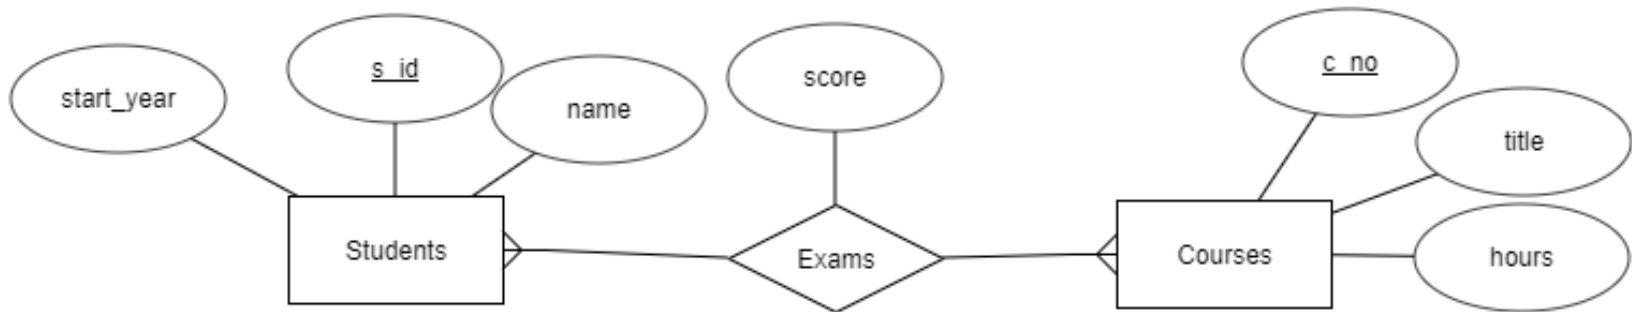 start_year
s_id
name
score
c_no
title
hours
Students
Exams
Courses